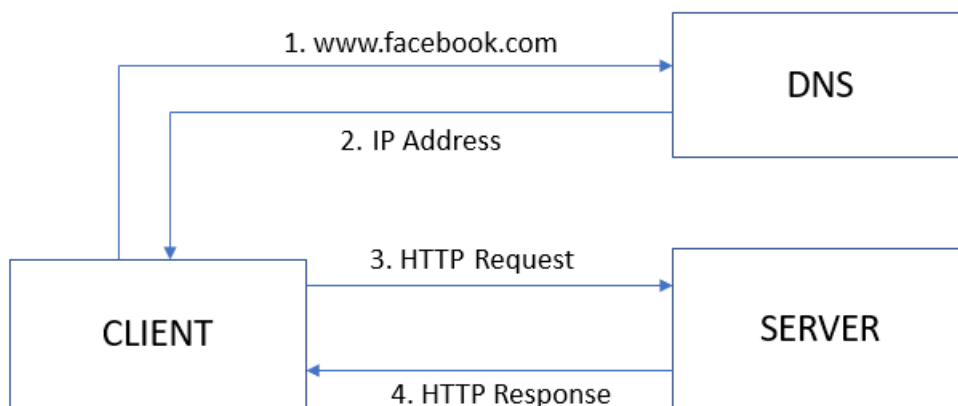 1. www.facebook.com
DNS
2. IP Address
3. HTTP Request
CLIENT
SERVER
4. HTTP Response